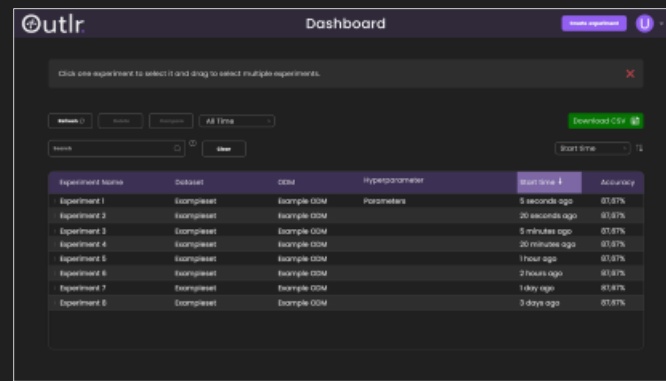 Outlr.
Dashboard
Create experiment
U
Click one experiment to select it and drag to select multiple experiments.
Refresh
Delete
Compare
All Time
Download CSV
Search
Clear
Start time
Experiment Name Dataset ODM Hyperparameter Start time Accuracy
Experiment 1 Exampleset Example ODM Parameters 5 seconds ago 87,67%
Experiment 2 Exampleset Example ODM 20 seconds ago 87,67%
Experiment 3 Exampleset Example ODM 5 minutes ago 87,67%
Experiment 4 Exampleset Example ODM 20 minutes ago 87,67%
Experiment 5 Exampleset Example ODM 1 hour ago 87,67%
Experiment 6 Exampleset Example ODM 2 hours ago 87,67%
Experiment 7 Exampleset Example ODM 1 day ago 87,67%
Experiment 8 Exampleset Example ODM 3 days ago 87,67%